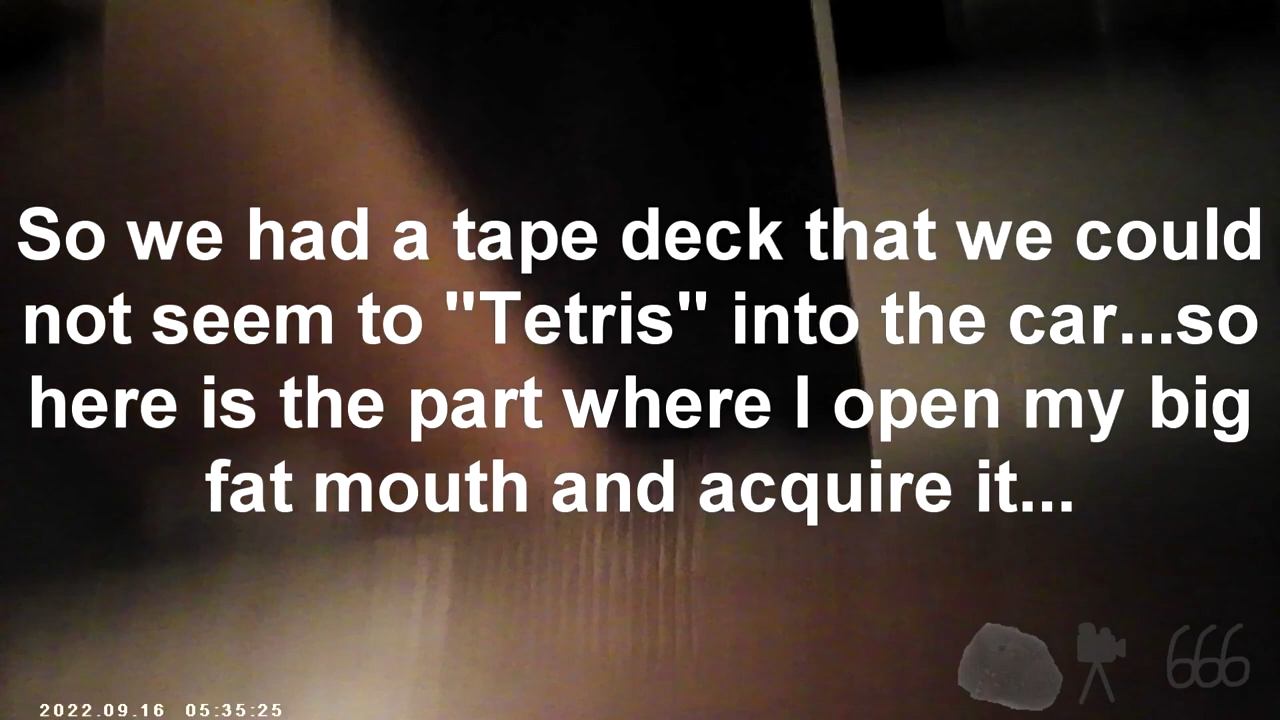 So we had a tape deck that we could
not seem to "Tetris" into the car...so
here is the part where I open my big
fat mouth and acquire it...
666
2022.09.16 05:35:25